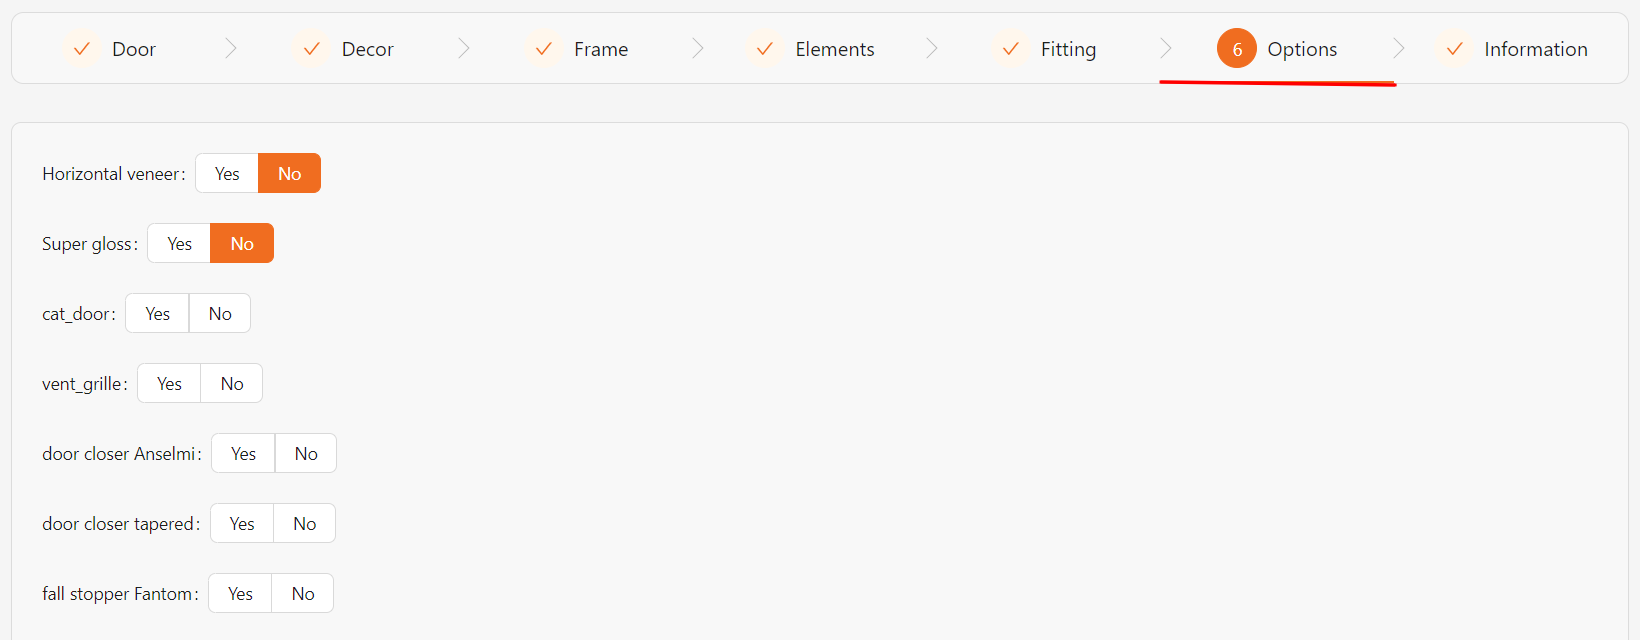 Door Decor Frame Elements Fitting 6 Options Information
Horizontal veneer: Yes No
Super gloss: Yes No
cat_door: Yes No
vent_grille: Yes No
door closer Anselmi: Yes No
door closer tapered: Yes No
fall stopper Fantom: Yes No